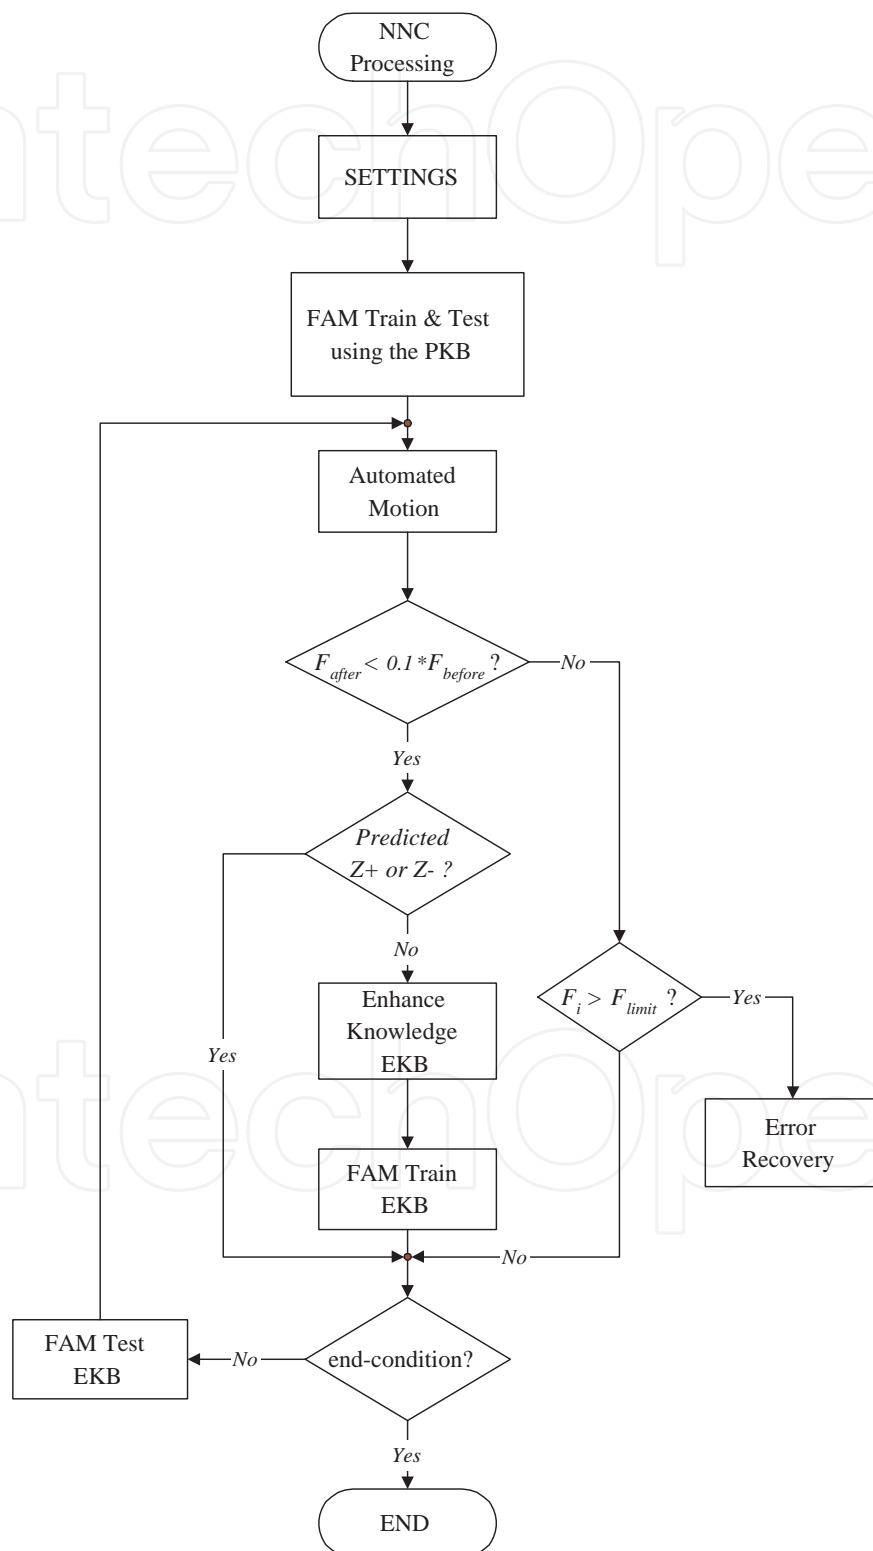 NNC
Processing
SETTINGS
FAM Train & Test
using the PKB
Automated
Motion
F_after < 0.1*F_before ?
No
Yes
Predicted
Z+ or Z- ?
No
Enhance
Knowledge
EKB
F_i > F_limit ?
Yes
Yes
Error
Recovery
FAM Train
EKB
No
FAM Test
EKB
No
end-condition?
Yes
END
ntechOpe
ntechOpe